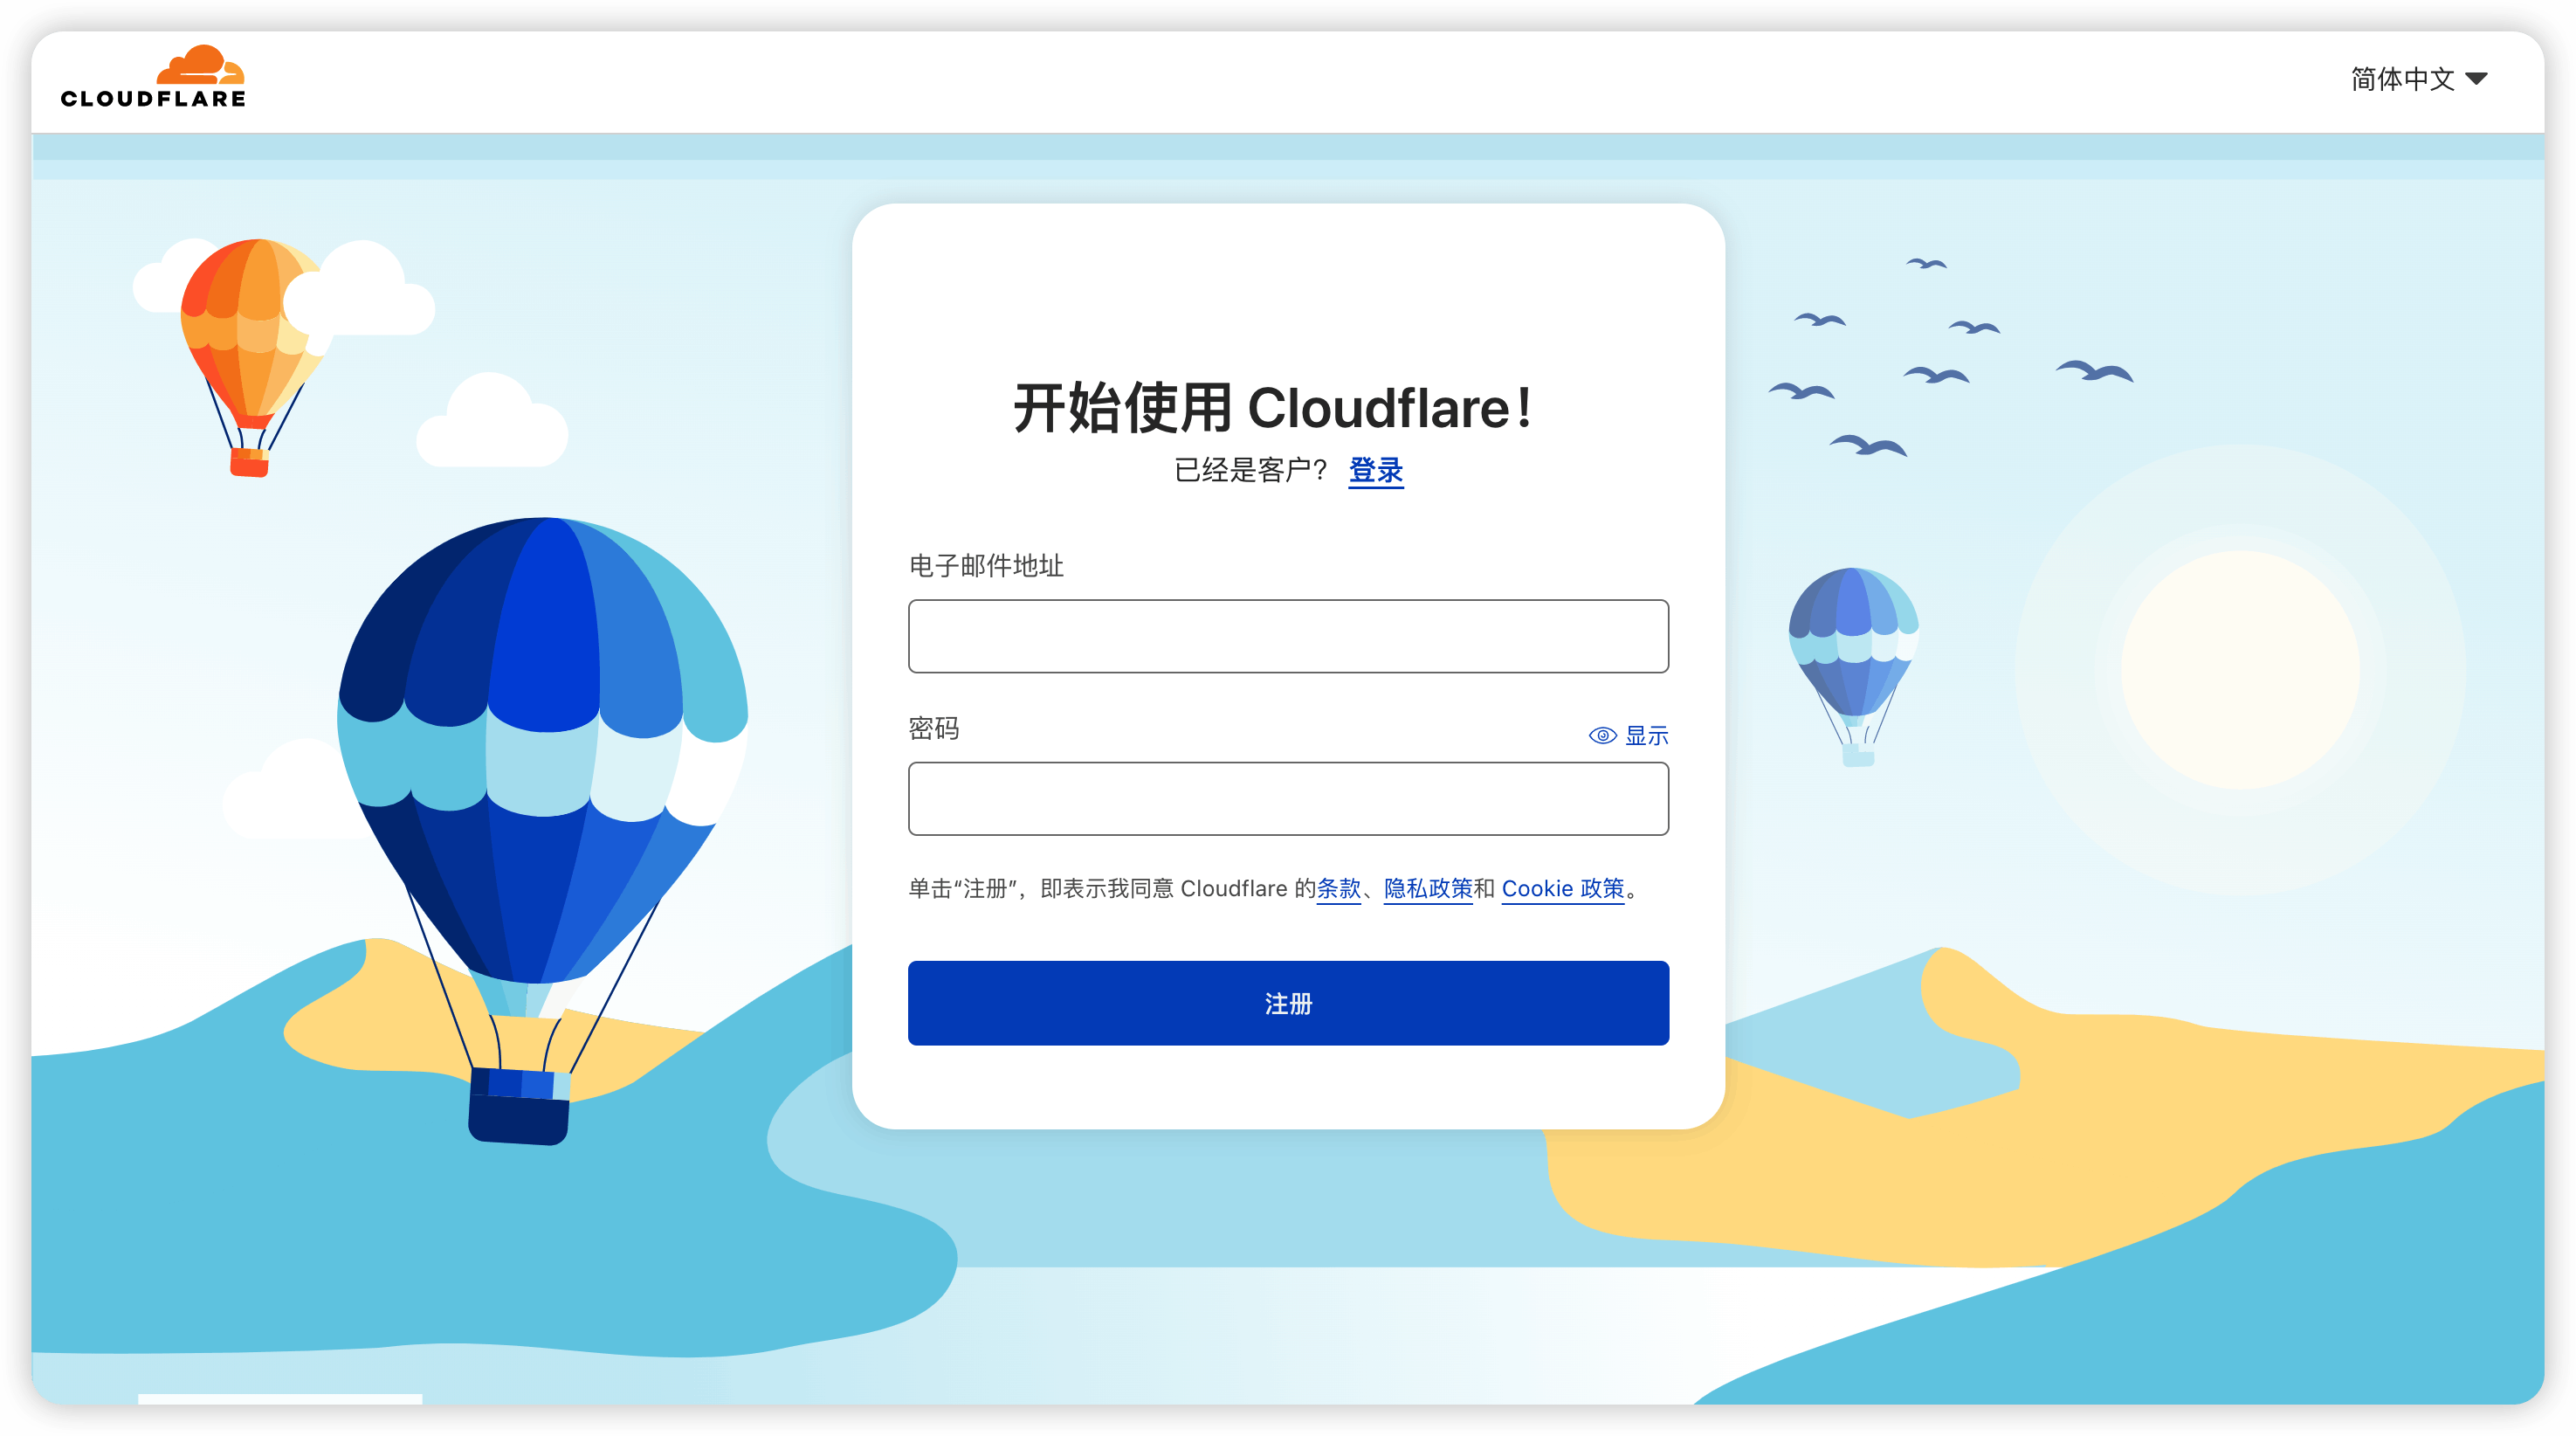 CLOUDFLARE
简体中文
开始使用 Cloudflare!
已经是客户? 登录
电子邮件地址
密码
显示
单击“注册”，即表示我同意 Cloudflare 的条款、隐私政策和 Cookie 政策。
注册